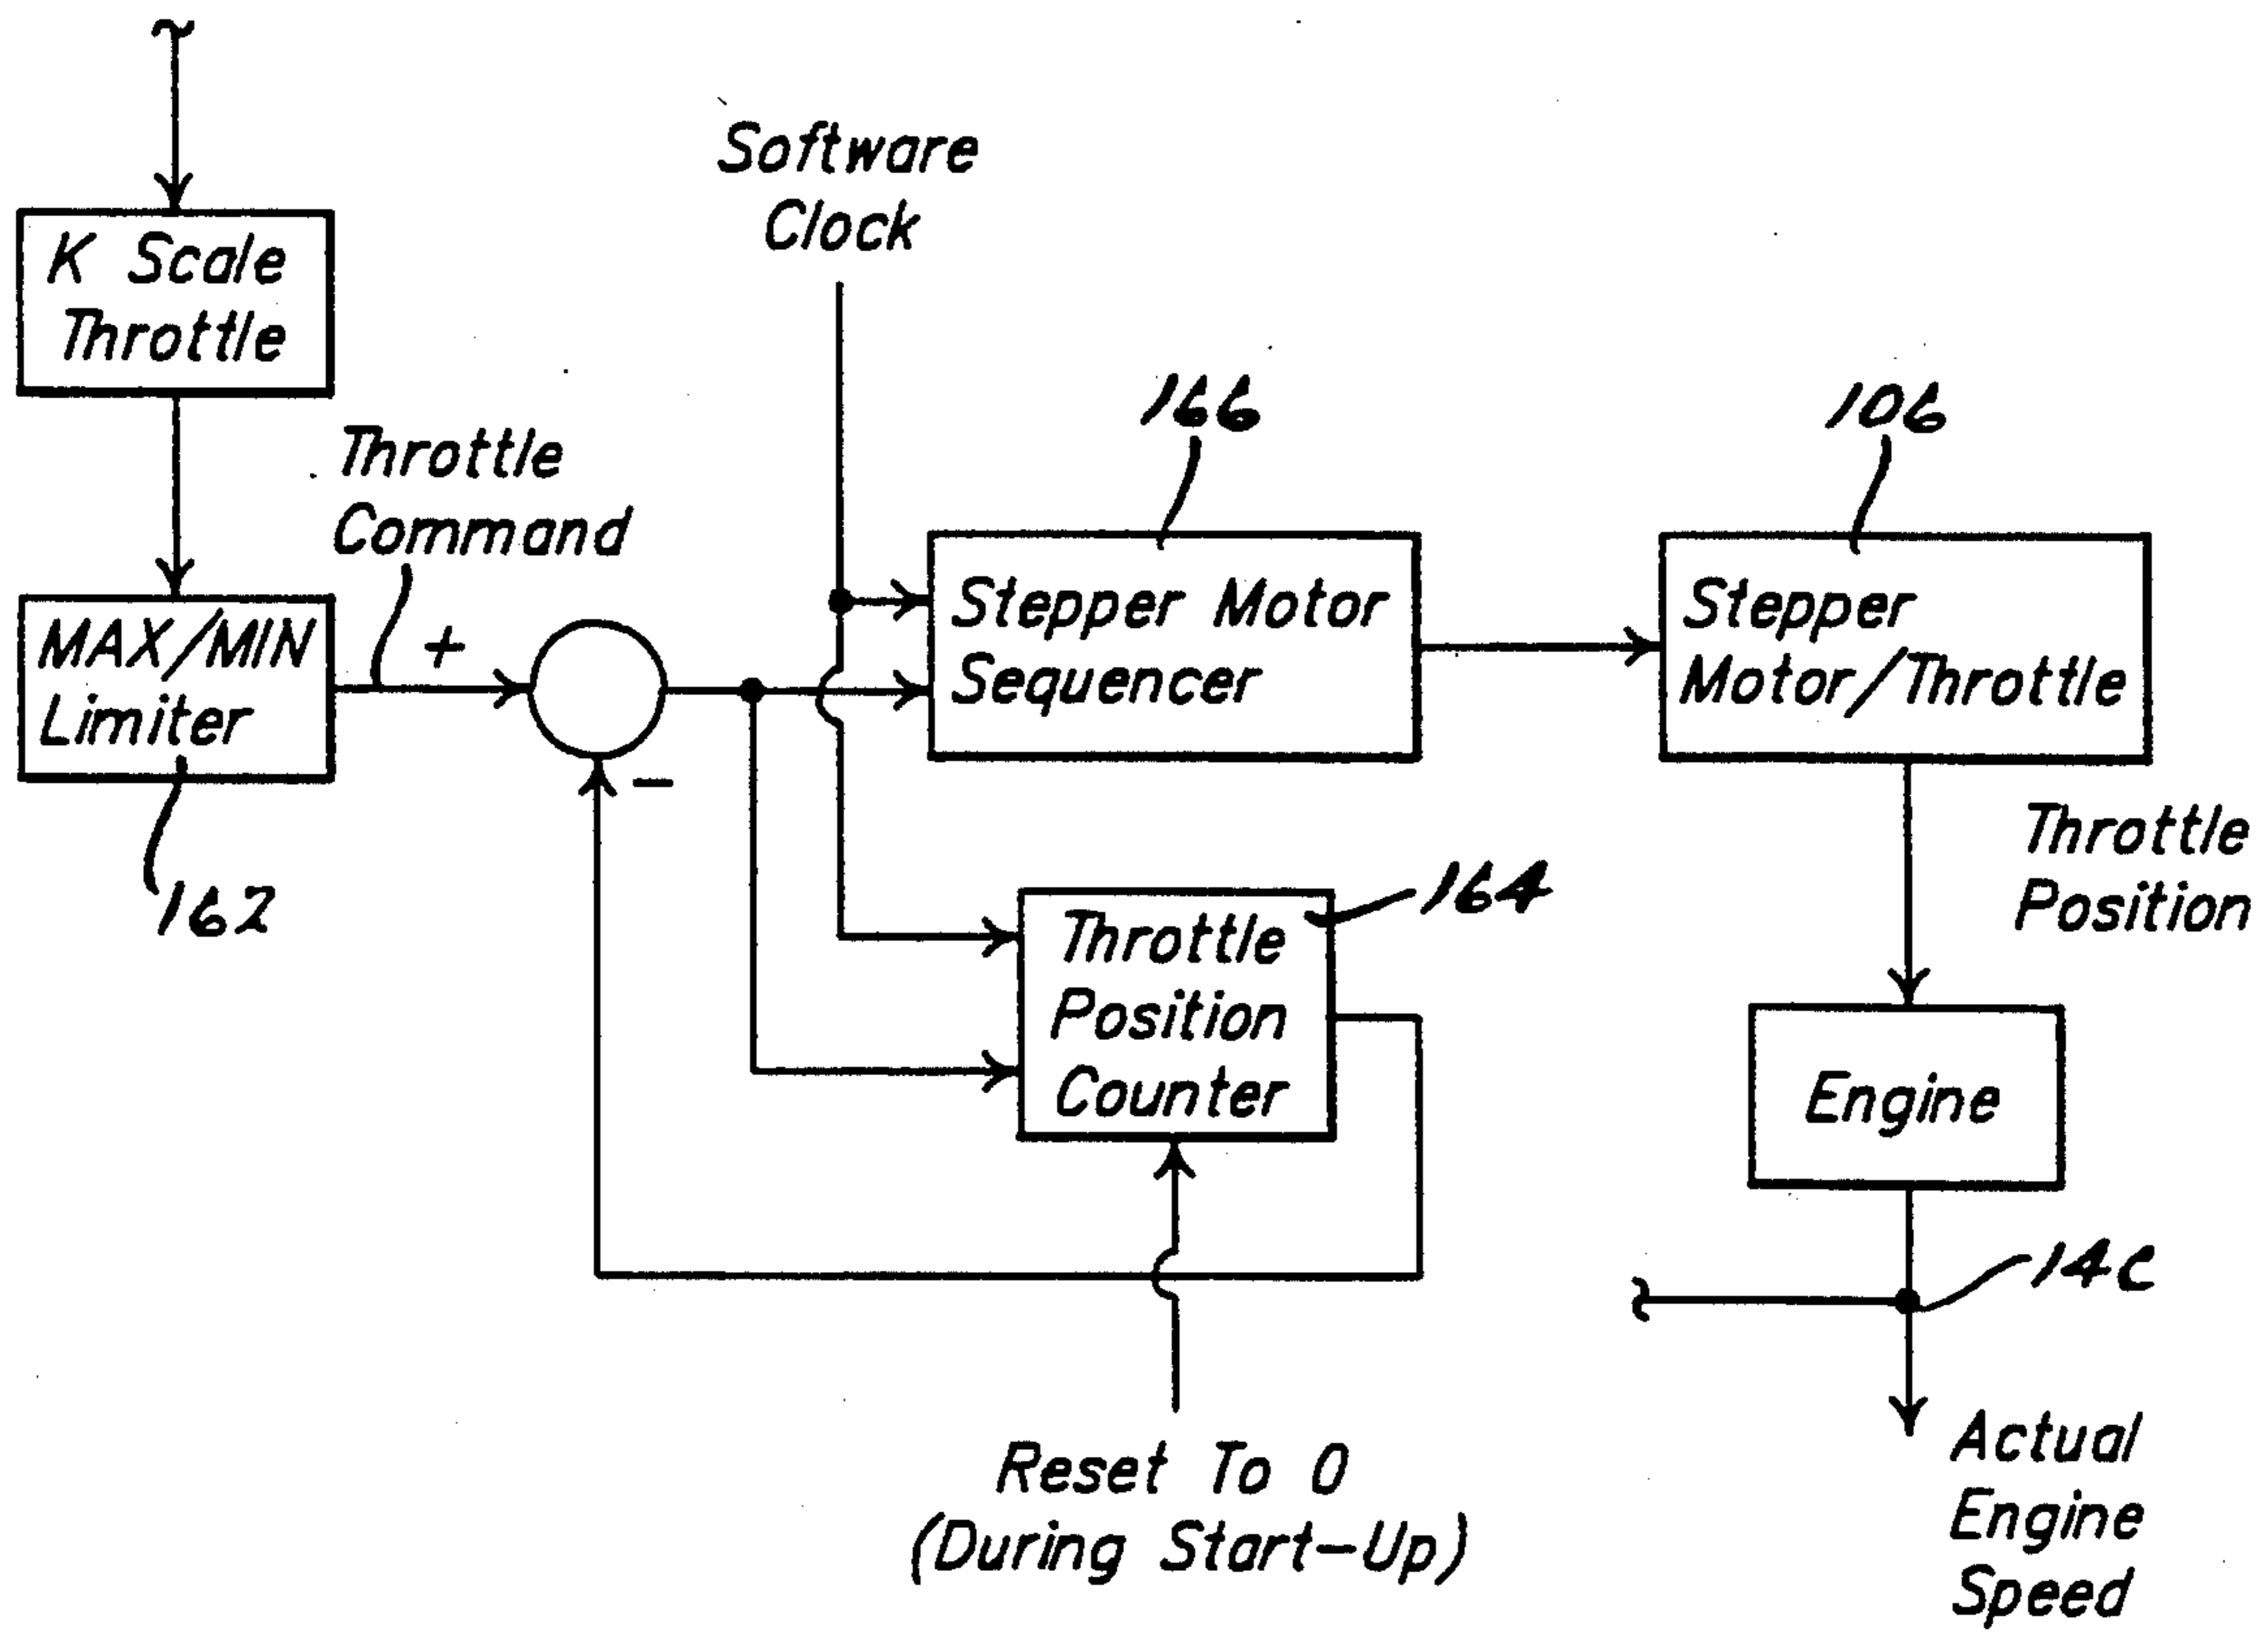 Software
Clock
K Scale
Throttle
166
106
Throttle
Command
+
Stepper Motor
Sequencer
Stepper
Motor/Throttle
MAX/MIN
Limiter
−
162
164
Throttle
Position
Throttle
Position
Counter
Engine
14C
Reset To 0
(During Start-Up)
Actual
Engine
Speed